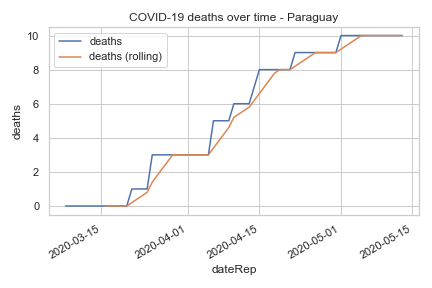 COVID-19 deaths over time - Paraguay
deaths
deaths (rolling)
10
8
6
4
2
0
deaths
2020-03-15
2020-04-01
2020-04-15
2020-05-01
2020-05-15
dateRep